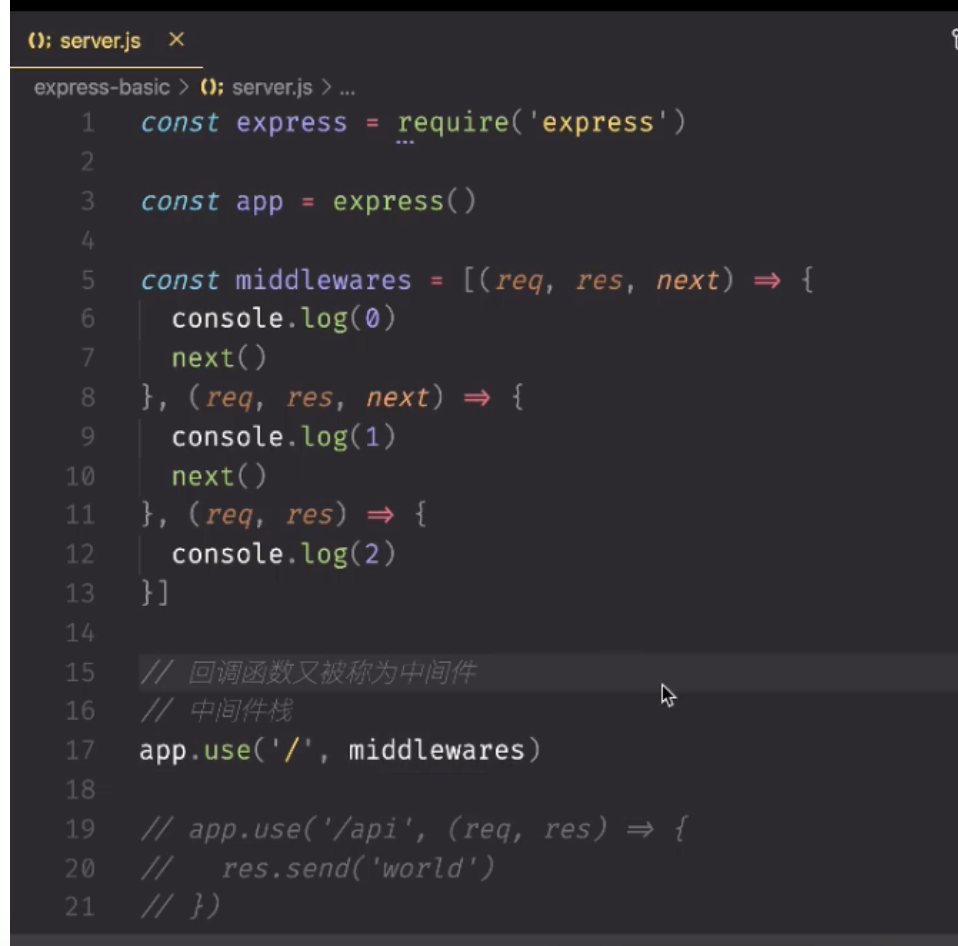 server.js
express-basic > server.js > ...
1 const express = require('express')
2
3 const app = express()
4
5 const middlewares = [(req, res, next) => {
6   console.log(0)
7   next()
8 }, (req, res, next) => {
9   console.log(1)
10   next()
11 }, (req, res) => {
12   console.log(2)
13 }]
14
15 // 回调函数又被称为中间件
16 // 中间件栈
17 app.use('/', middlewares)
18
19 // app.use('/api', (req, res) => {
20 //   res.send('world')
21 // })